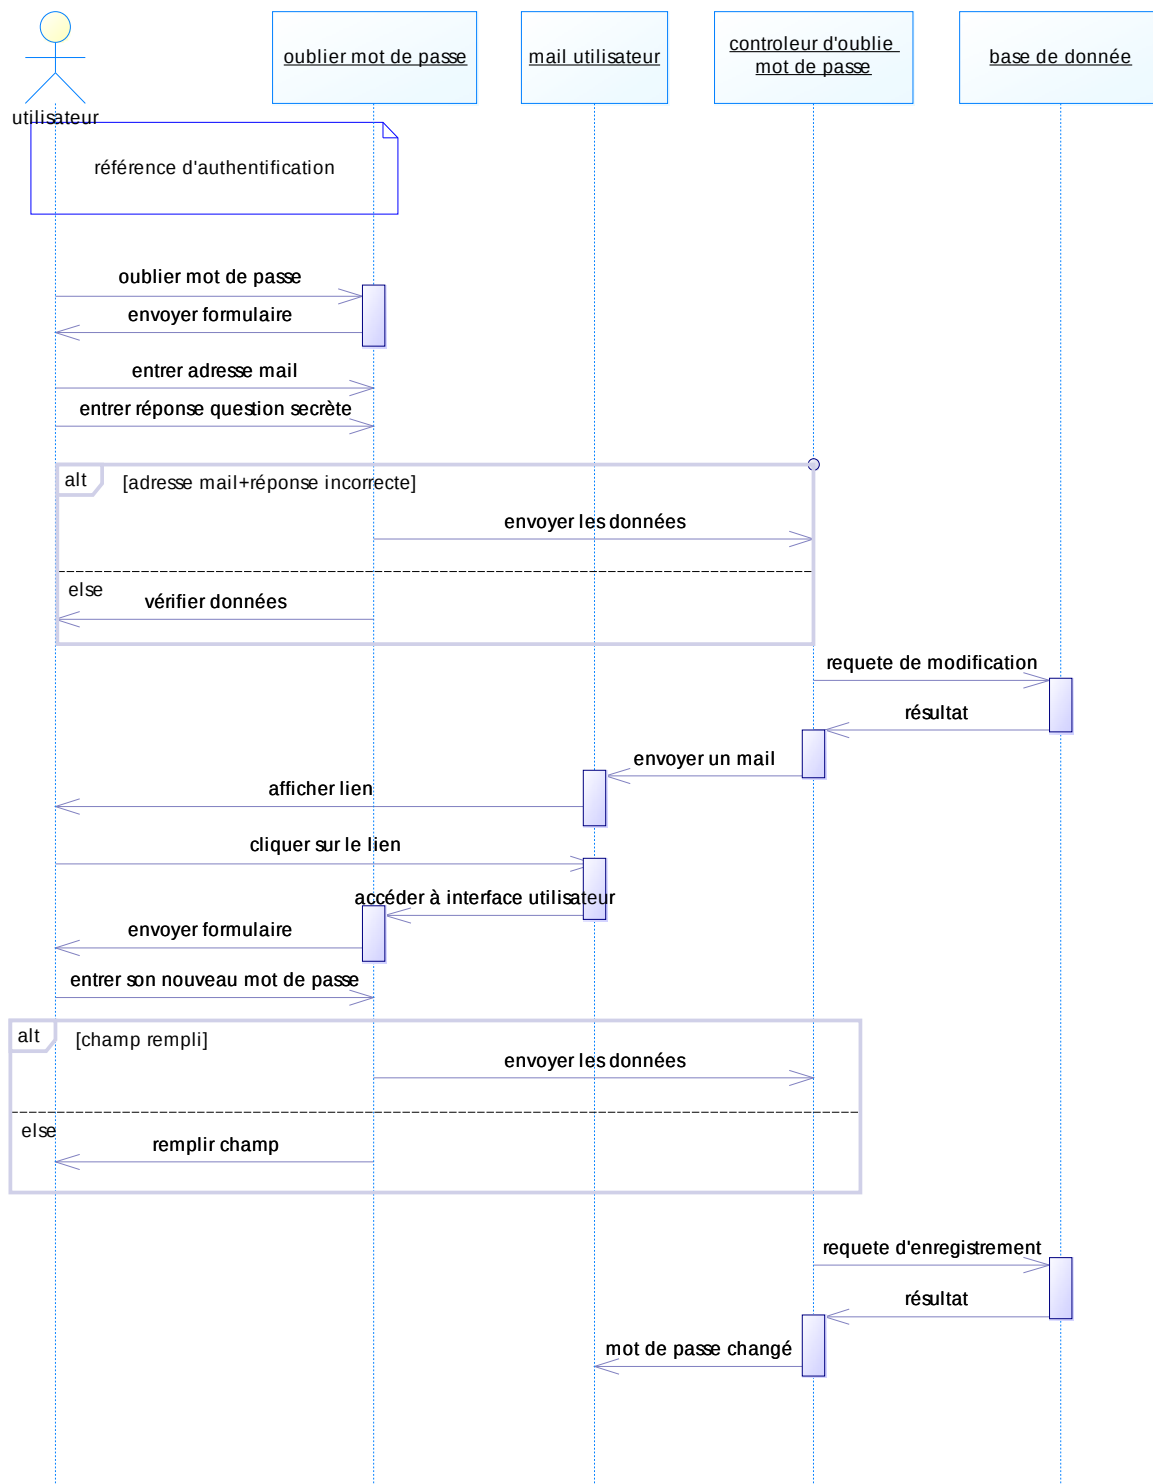 utilisateur
oublier mot de passe
mail utilisateur
controleur d'oublie
mot de passe
base de donnée
référence d'authentification
oublier mot de passe
envoyer formulaire
entrer adresse mail
entrer réponse question secrète
alt
[adresse mail+réponse incorrecte]
envoyer les données
else
vérifier données
requete de modification
résultat
envoyer un mail
afficher lien
cliquer sur le lien
accéder à interface utilisateur
envoyer formulaire
entrer son nouveau mot de passe
alt
[champ rempli]
envoyer les données
else
remplir champ
requete d'enregistrement
résultat
mot de passe changé